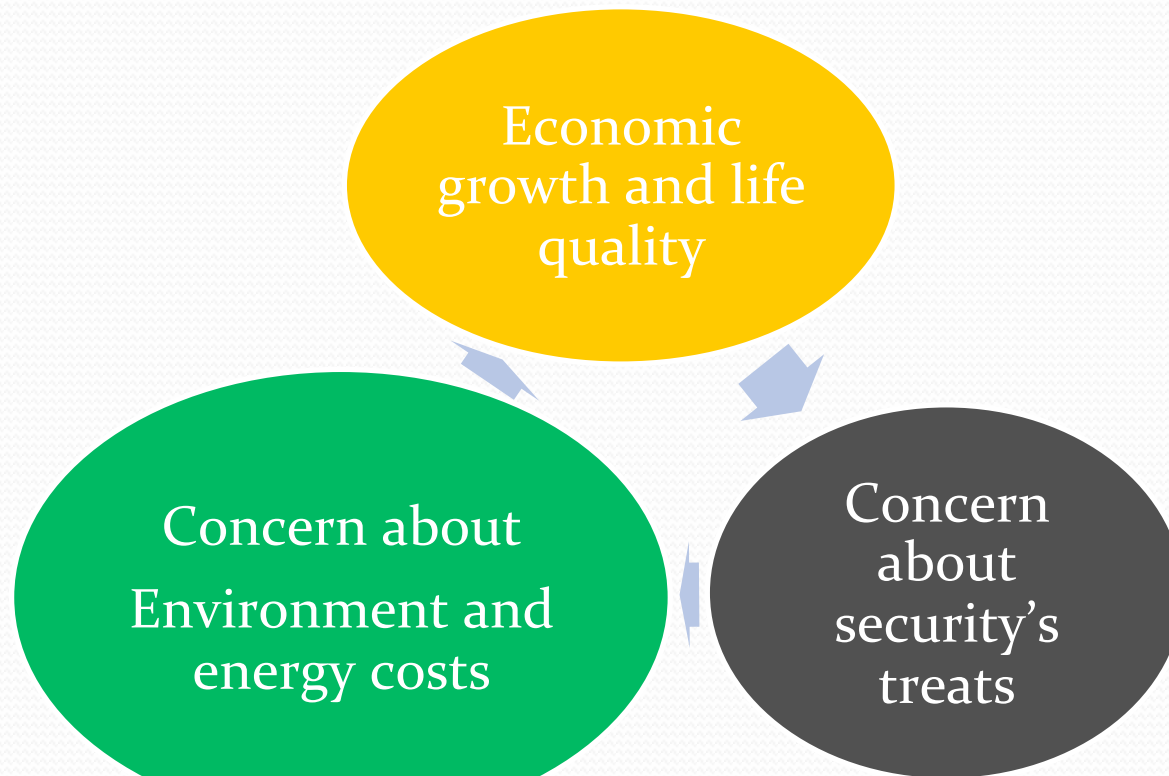 Economic
growth and life
quality
Concern about
Environment and
energy costs
Concern
about
security’s
treats